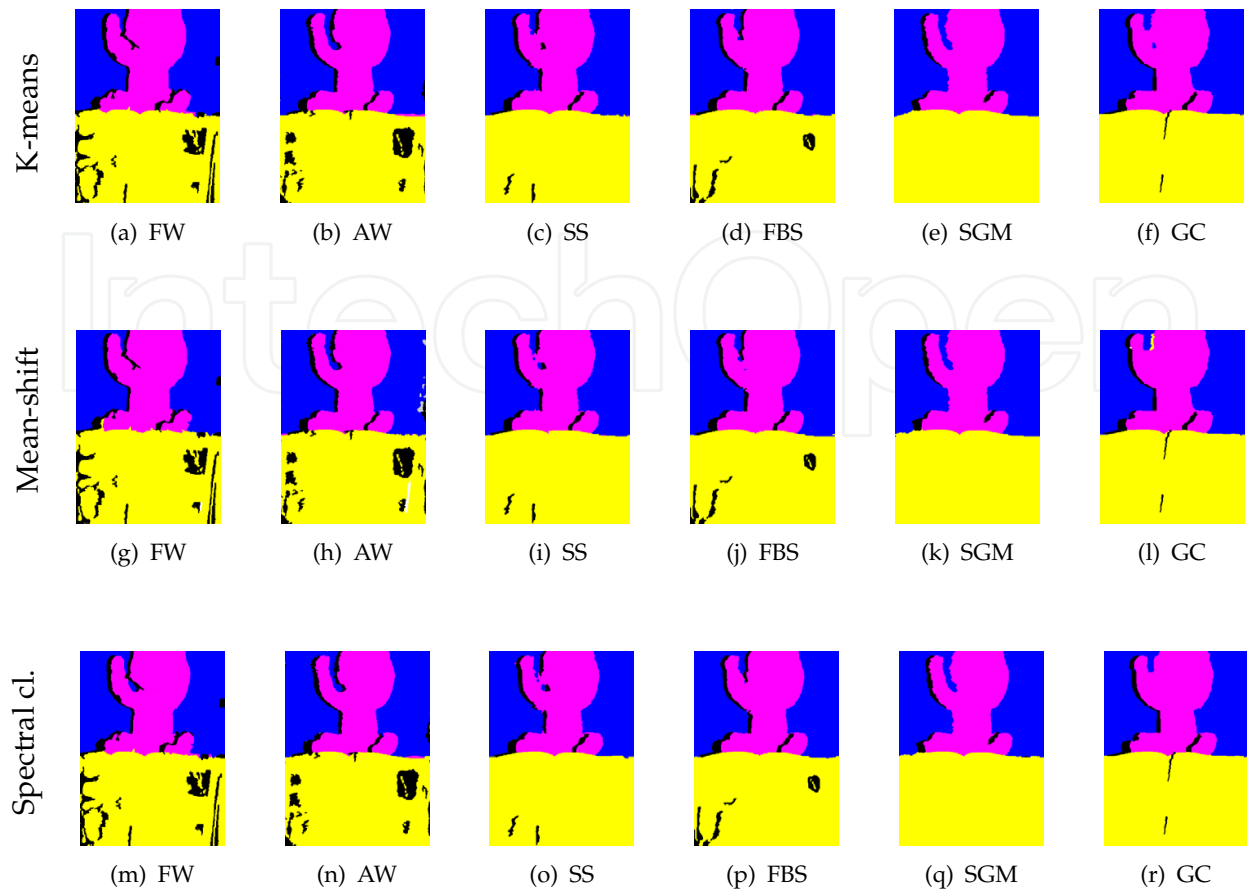 K-means
(a) FW (b) AW (c) SS (d) FBS (e) SGM (f) GC
IntechOpen
Mean-shift
(g) FW (h) AW (i) SS (j) FBS (k) SGM (l) GC
Spectral cl.
(m) FW (n) AW (o) SS (p) FBS (q) SGM (r) GC